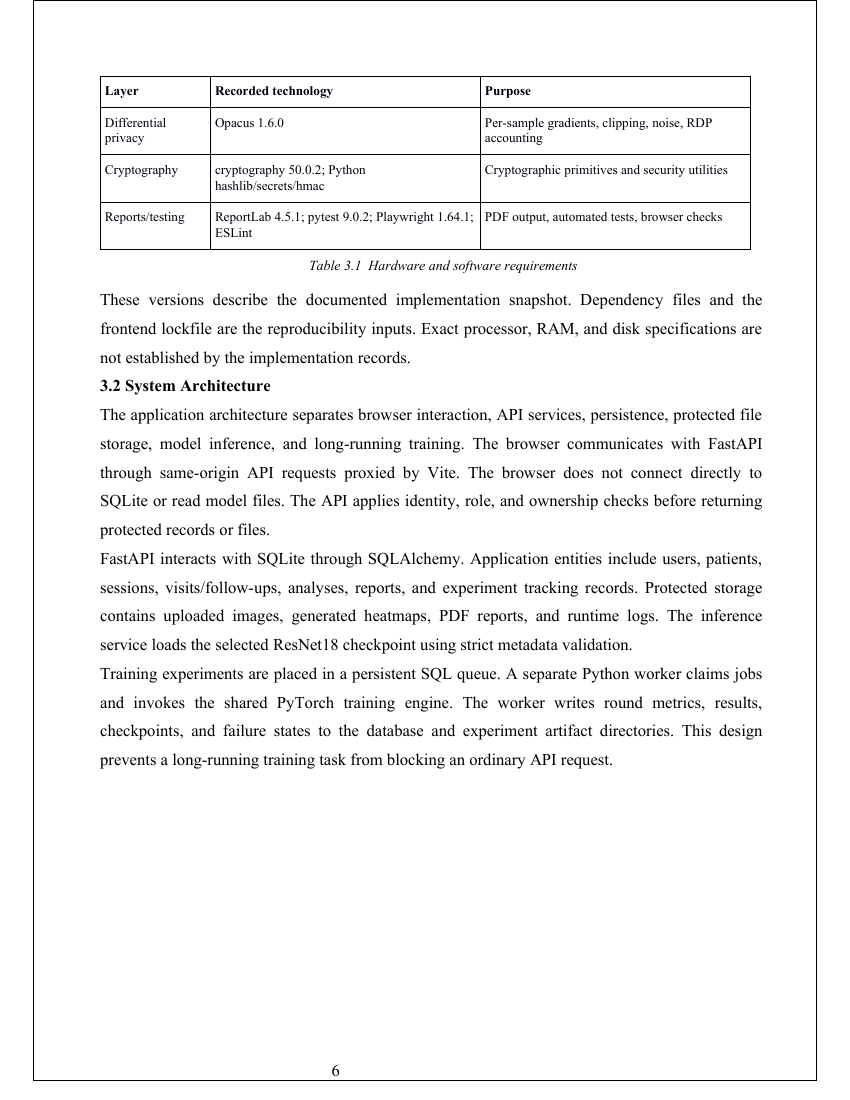 Layer Recorded technology Purpose
Differential privacy Opacus 1.6.0 Per-sample gradients, clipping, noise, RDP accounting
Cryptography cryptography 50.0.2; Python hashlib/secrets/hmac Cryptographic primitives and security utilities
Reports/testing ReportLab 4.5.1; pytest 9.0.2; Playwright 1.64.1; ESLint PDF output, automated tests, browser checks
Table 3.1 Hardware and software requirements
These versions describe the documented implementation snapshot. Dependency files and the
frontend lockfile are the reproducibility inputs. Exact processor, RAM, and disk specifications are
not established by the implementation records.
3.2 System Architecture
The application architecture separates browser interaction, API services, persistence, protected file
storage, model inference, and long-running training. The browser communicates with FastAPI
through same-origin API requests proxied by Vite. The browser does not connect directly to
SQLite or read model files. The API applies identity, role, and ownership checks before returning
protected records or files.
FastAPI interacts with SQLite through SQLAlchemy. Application entities include users, patients,
sessions, visits/follow-ups, analyses, reports, and experiment tracking records. Protected storage
contains uploaded images, generated heatmaps, PDF reports, and runtime logs. The inference
service loads the selected ResNet18 checkpoint using strict metadata validation.
Training experiments are placed in a persistent SQL queue. A separate Python worker claims jobs
and invokes the shared PyTorch training engine. The worker writes round metrics, results,
checkpoints, and failure states to the database and experiment artifact directories. This design
prevents a long-running training task from blocking an ordinary API request.
6